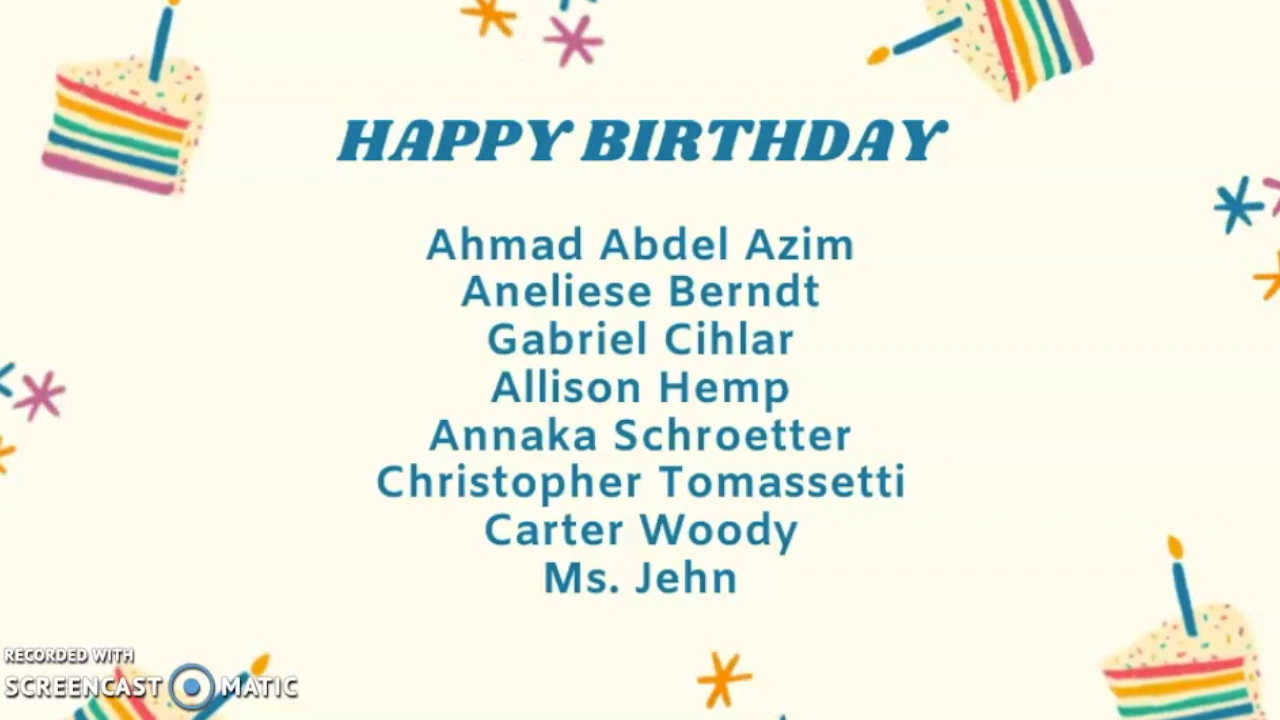 HAPPY BIRTHDAY
Ahmad Abdel Azim
Aneliese Berndt
Gabriel Cihlar
Allison Hemp
Annaka Schroetter
Christopher Tomassetti
Carter Woody
Ms. Jehn
RECORDED WITH
SCREENCAST MATIC